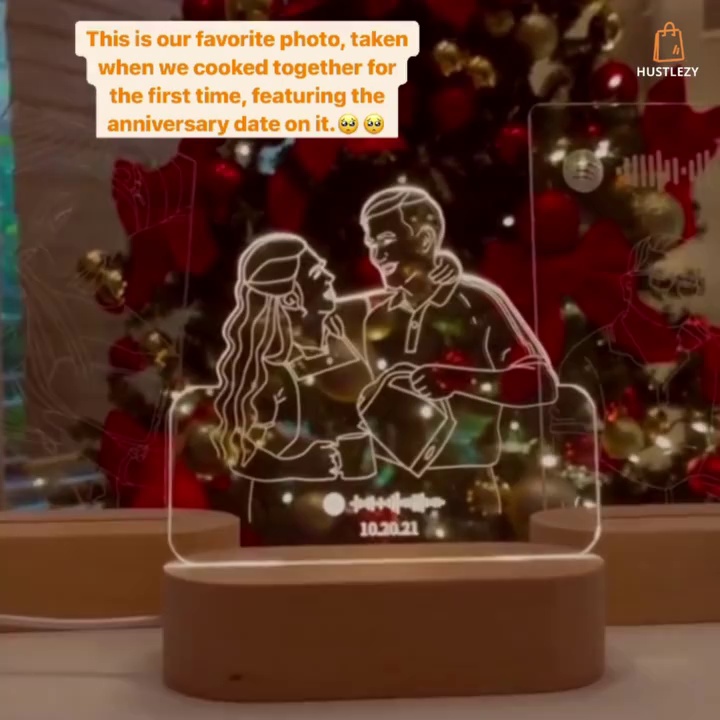 This is our favorite photo, taken
when we cooked together for
the first time, featuring the
anniversary date on it.🥹🥹
HUSTLEZY
10.20.21